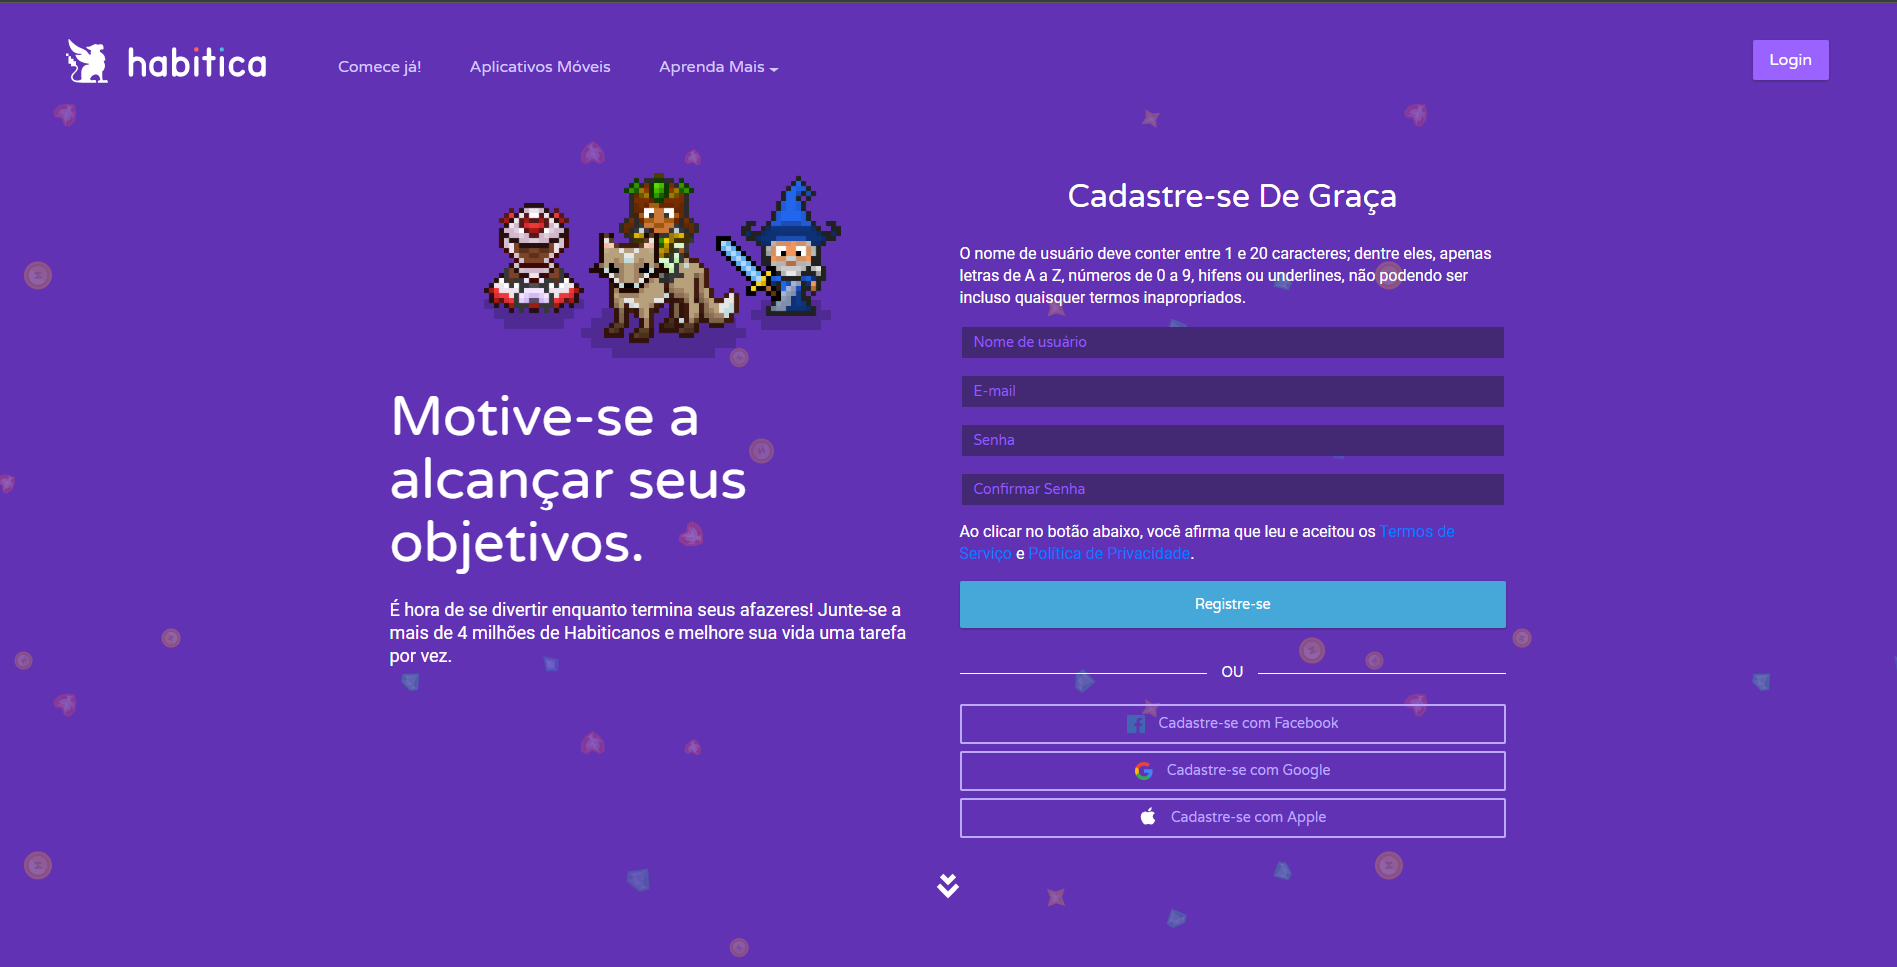 habitica
Comece já!
Aplicativos Móveis
Aprenda Mais
Login
Motive-se a
alcançar seus
objetivos.
É hora de se divertir enquanto termina seus afazeres! Junte-se a
mais de 4 milhões de Habiticanos e melhore sua vida uma tarefa
por vez.
Cadastre-se De Graça
O nome de usuário deve conter entre 1 e 20 caracteres; dentre eles, apenas
letras de A a Z, números de 0 a 9, hifens ou underlines, não podendo ser
incluso quaisquer termos inapropriados.
Nome de usuário
E-mail
Senha
Confirmar Senha
Ao clicar no botão abaixo, você afirma que leu e aceitou os Termos de
Serviço e Política de Privacidade.
Registre-se
OU
Cadastre-se com Facebook
Cadastre-se com Google
Cadastre-se com Apple